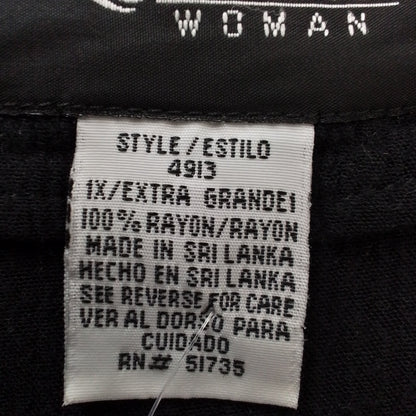 WOMAN
STYLE/ESTILO
4913
1X/EXTRA GRANDE1
100% RAYON/RAYON
MADE IN SRI LANKA
HECHO EN SRI LANKA
SEE REVERSE FOR CARE
VER AL DORSO PARA
CUIDADO
RN# 51735